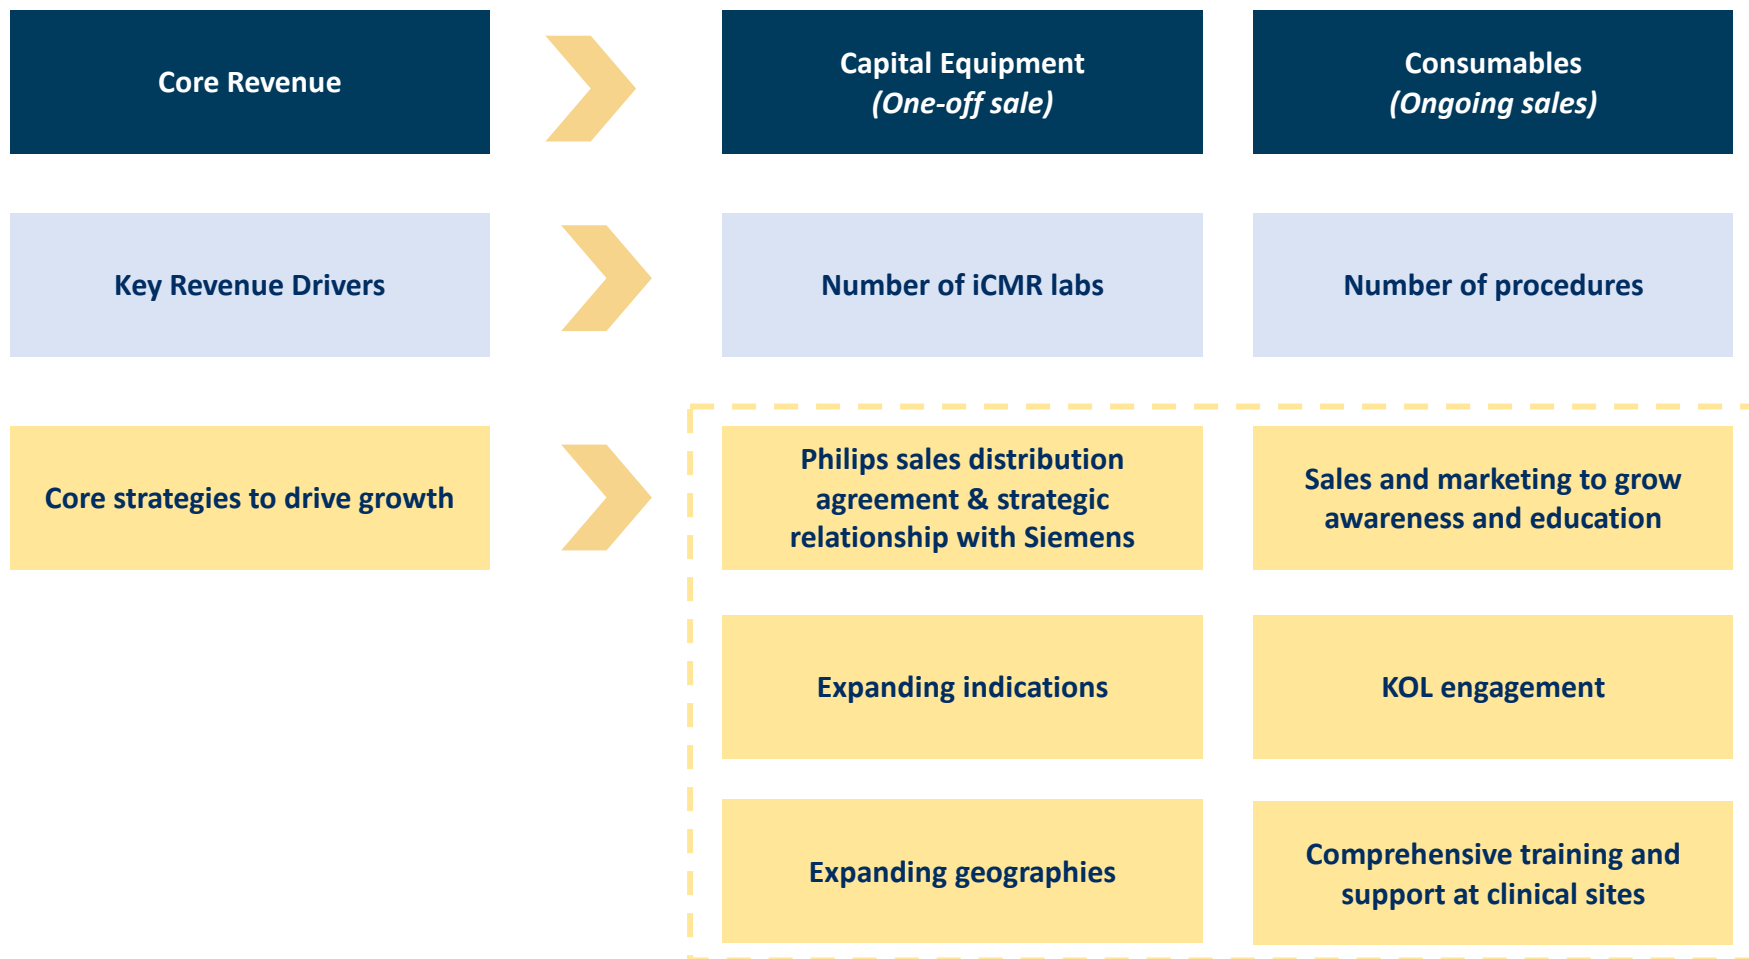 Core Revenue
Capital Equipment
(One-off sale)
Consumables
(Ongoing sales)
Key Revenue Drivers
Number of iCMR labs
Number of procedures
Core strategies to drive growth
Philips sales distribution
agreement & strategic
relationship with Siemens
Sales and marketing to grow
awareness and education
Expanding indications
KOL engagement
Expanding geographies
Comprehensive training and
support at clinical sites